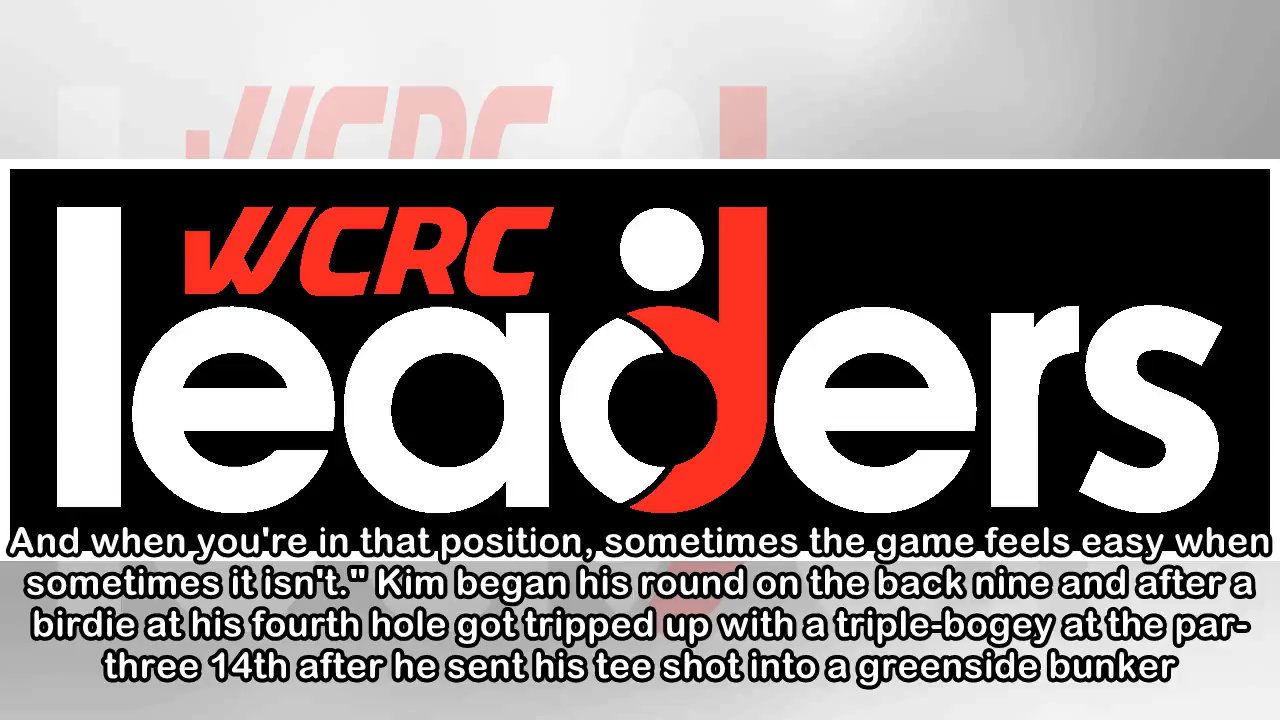 WCRC
leaders
And when you're in that position, sometimes the game feels easy when
sometimes it isn't." Kim began his round on the back nine and after a
birdie at his fourth hole got tripped up with a triple-bogey at the par-
three 14th after he sent his tee shot into a greenside bunker